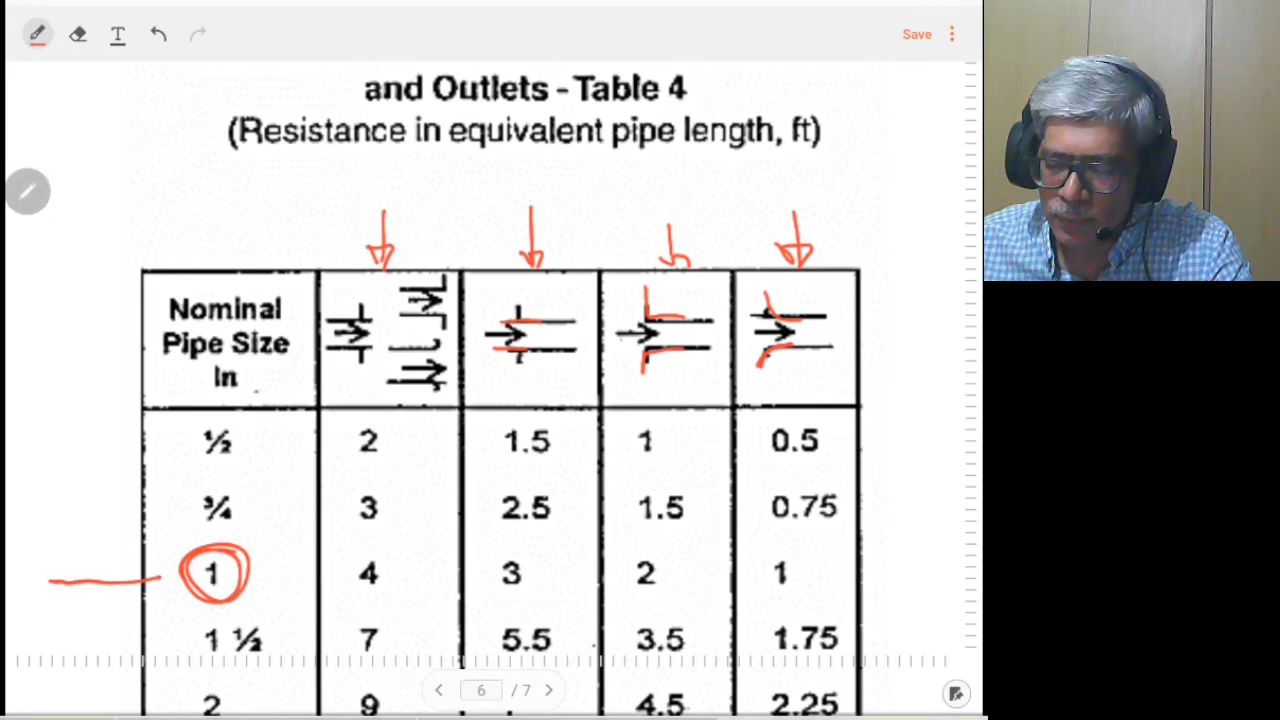 Save
and Outlets - Table 4
(Resistance in equivalent pipe length, ft)
Nominal
Pipe Size
In
½ 2 1.5 1 0.5
¾ 3 2.5 1.5 0.75
1 4 3 2 1
1 ½ 7 5.5 3.5 1.75
2 9 4.5 2.25
6 / 7